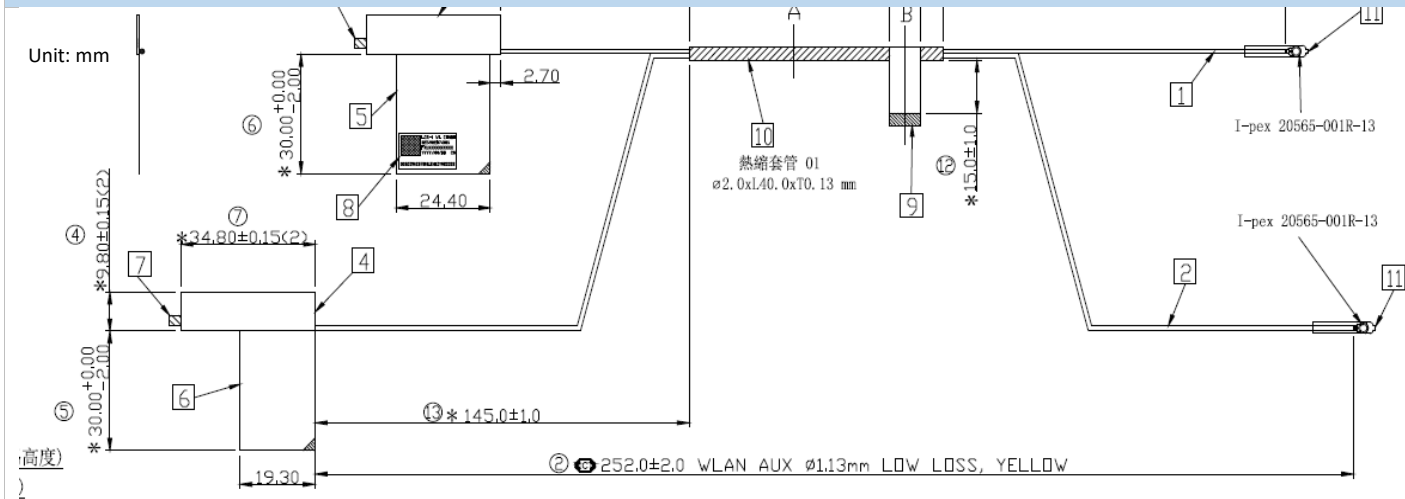 A
B
11
Unit: mm
2.70
1
⑥
* 30.00 +0.00 -2.00
5
I-pex 20565-001R-13
10
熱縮套管 01
ø2.0xL40.0xT0.13 mm
⑫
*15.0±1.0
8
24.40
9
⑦
*34.80±0.15(2)
④
*9.80±0.15(2)
I-pex 20565-001R-13
7
4
2
11
⑤
*30.00 +0.00 -2.00
6
⑬ * 145.0±1.0
高度)
② C 252.0±2.0 WLAN AUX Ø1.13mm LOW LOSS, YELLOW
19.30
)